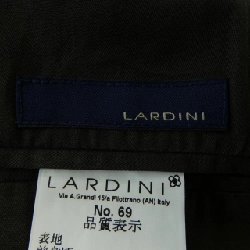 LARDINI
LARDINI
Via A.Grandi 15/a Filottrano (AN) Italy
No. 69
品質表示
表地